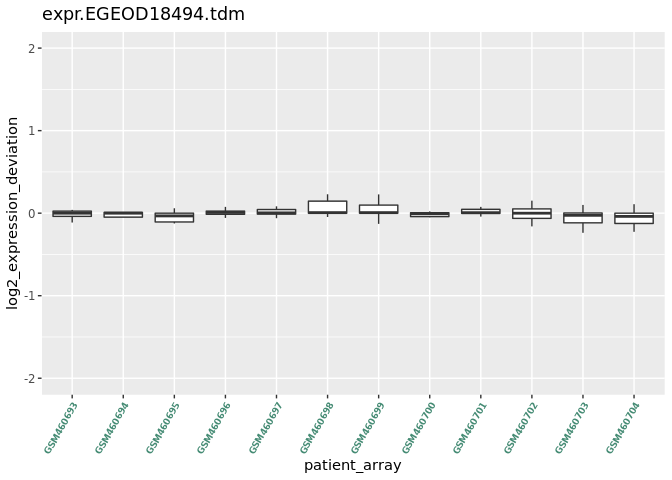 expr.EGEOD18494.tdm
log2_expression_deviation
2
1
0
-1
-2
GSM460693
GSM460694
GSM460695
GSM460696
GSM460697
GSM460698
GSM460699
GSM460700
GSM460701
GSM460702
GSM460703
GSM460704
patient_array